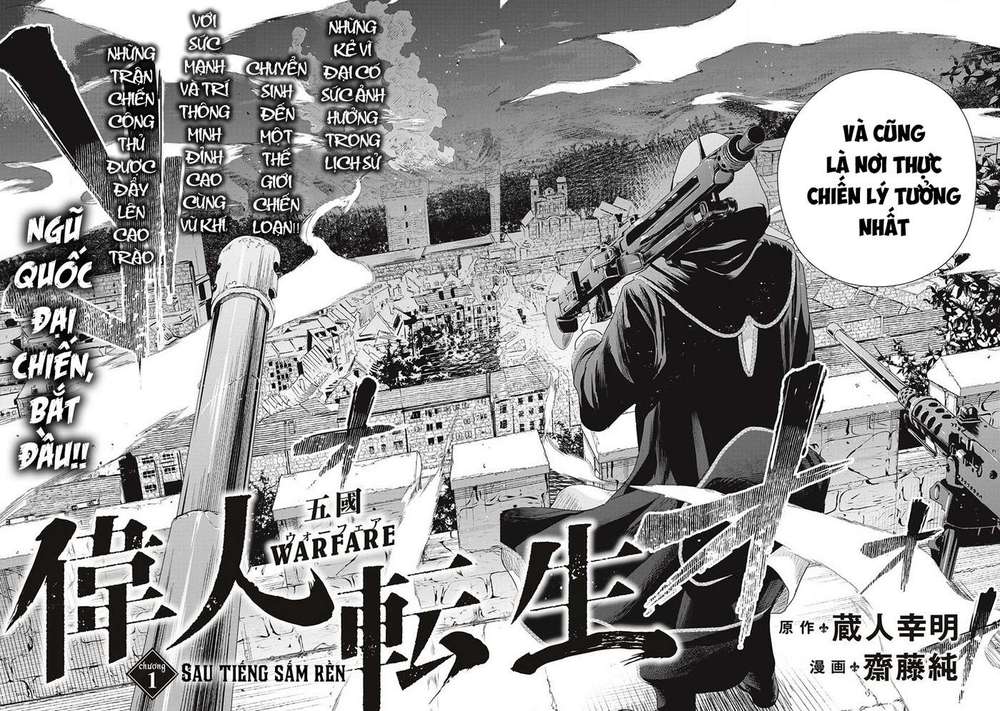 VÀ CŨNG
LÀ NƠI THỰC
CHIẾN LÝ TƯỞNG
NHẤT
NHỮNG
KẺ VĨ
ĐẠI CÓ
SỨC ẢNH
HƯỞNG
TRONG
LỊCH SỬ
CHUYỂN
SINH
ĐẾN
MỘT
THẾ
GIỚI
CHIẾN
LOẠN!!
VỚI
SỨC
MẠNH
VÀ TRÍ
THÔNG
MINH
ĐỈNH
CAO
CÙNG
VŨ KHÍ
NHỮNG
TRẬN
CHIẾN
CÔNG
THỦ
ĐƯỢC
ĐẨY
LÊN
CAO
TRÀO
NGŨ
QUỐC
ĐẠI
CHIẾN,
BẮT
ĐẦU!!
五國
ウォーフェア
WARFARE
偉人転生
chương
1
SAU TIẾNG SẤM RỀN
原作 蔵人幸明
漫画 齋藤純